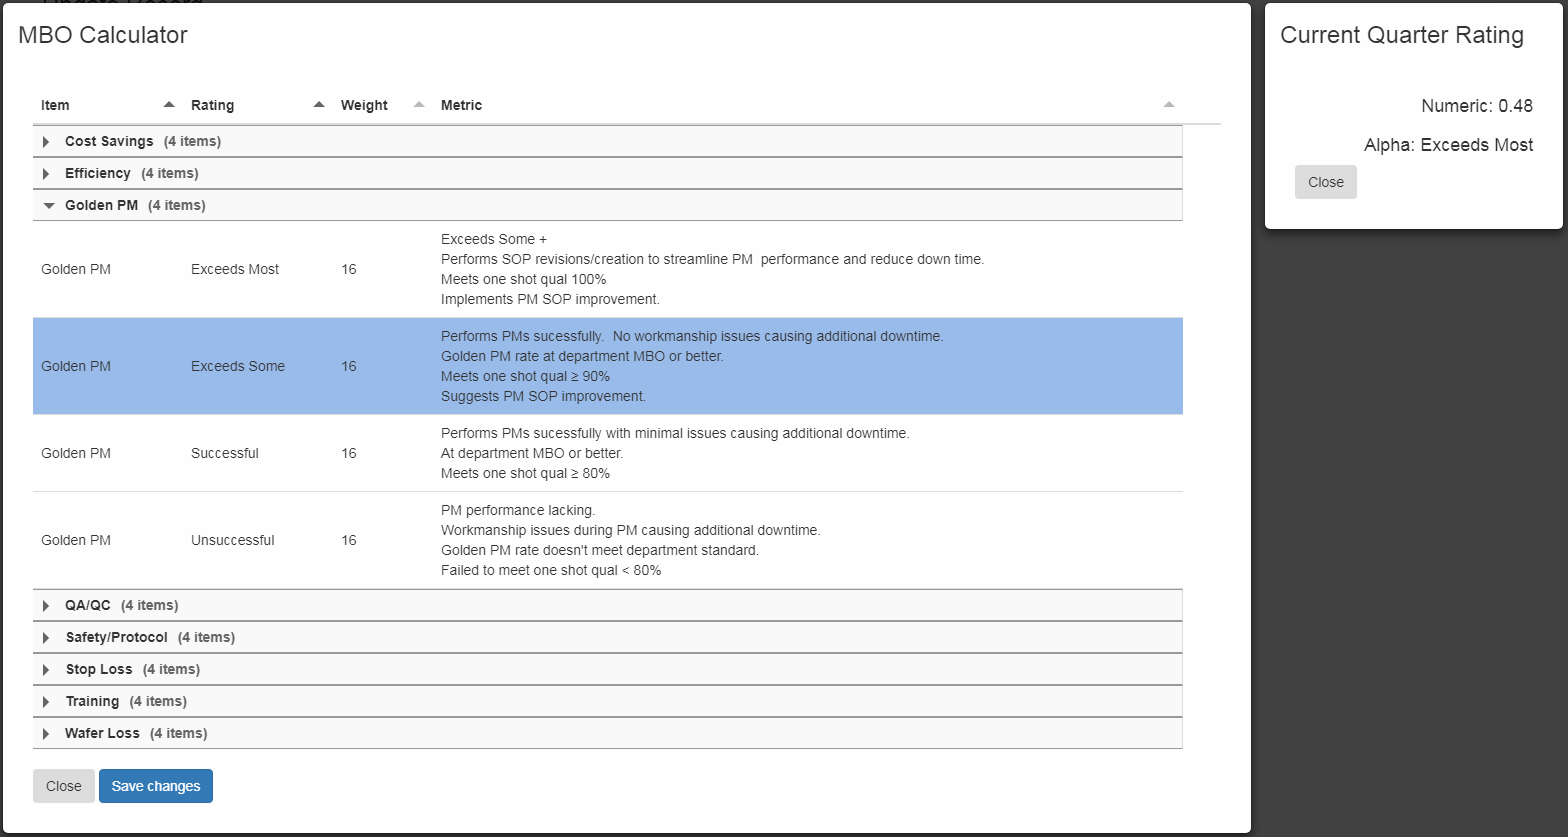 Update Record
MBO Calculator
Item Rating Weight Metric
Cost Savings (4 items)
Efficiency (4 items)
Golden PM (4 items)
Golden PM Exceeds Most 16
Exceeds Some +
Performs SOP revisions/creation to streamline PM  performance and reduce down time.
Meets one shot qual 100%
Implements PM SOP improvement.
Golden PM Exceeds Some 16
Performs PMs sucessfully.  No workmanship issues causing additional downtime.
Golden PM rate at department MBO or better.
Meets one shot qual ≥ 90%
Suggests PM SOP improvement.
Golden PM Successful 16
Performs PMs sucessfully with minimal issues causing additional downtime.
At department MBO or better.
Meets one shot qual ≥ 80%
Golden PM Unsuccessful 16
PM performance lacking.
Workmanship issues during PM causing additional downtime.
Golden PM rate doesn't meet department standard.
Failed to meet one shot qual < 80%
QA/QC (4 items)
Safety/Protocol (4 items)
Stop Loss (4 items)
Training (4 items)
Wafer Loss (4 items)
Close Save changes
Current Quarter Rating
Numeric: 0.48
Alpha: Exceeds Most
Close